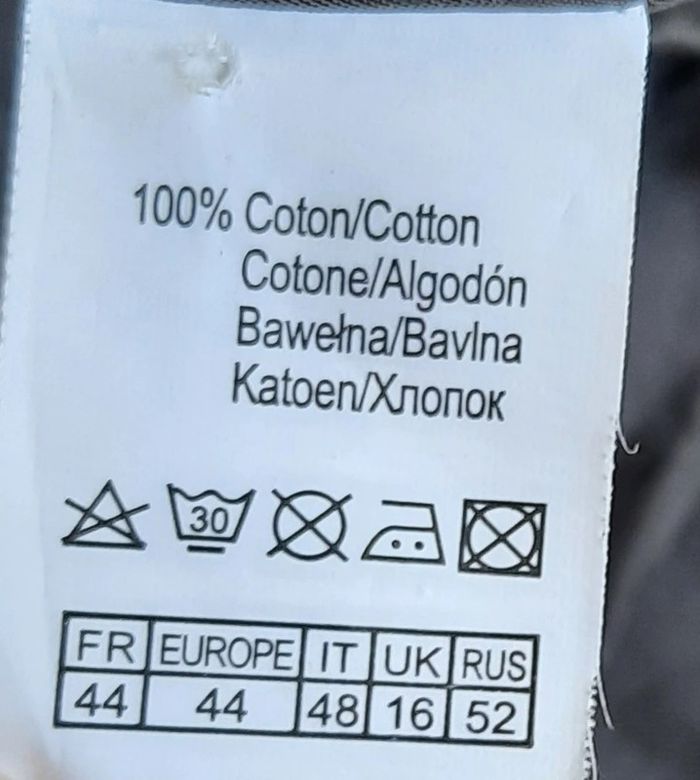 100% Coton/Cotton
Cotone/Algodón
Bawełna/Bavlna
Katoen/Хлопок
30
FR EUROPE IT UK RUS
44 44 48 16 52